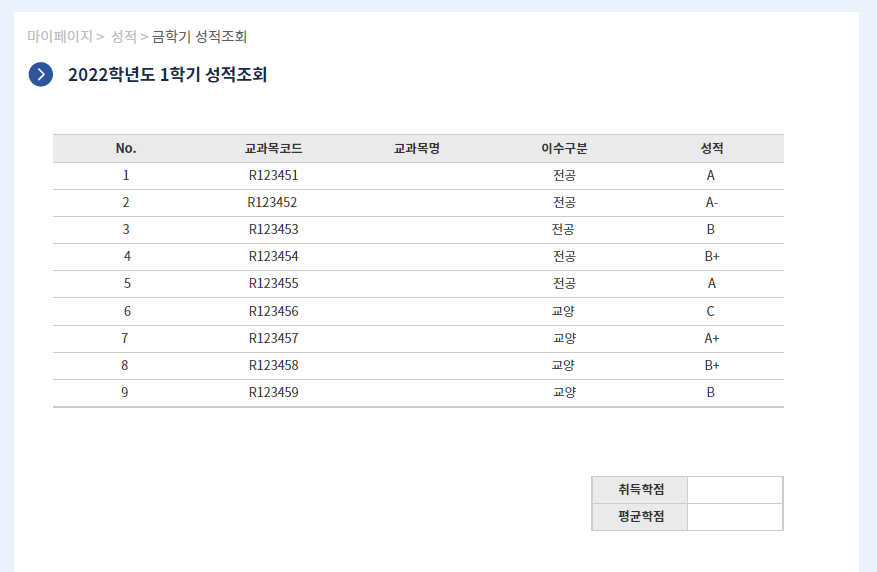 마이페이지 > 성적 > 금학기 성적조회
2022학년도 1학기 성적조회
No. 교과목코드 교과목명 이수구분 성적
1 R123451 전공 A
2 R123452 전공 A-
3 R123453 전공 B
4 R123454 전공 B+
5 R123455 전공 A
6 R123456 교양 C
7 R123457 교양 A+
8 R123458 교양 B+
9 R123459 교양 B
취득학점
평균학점